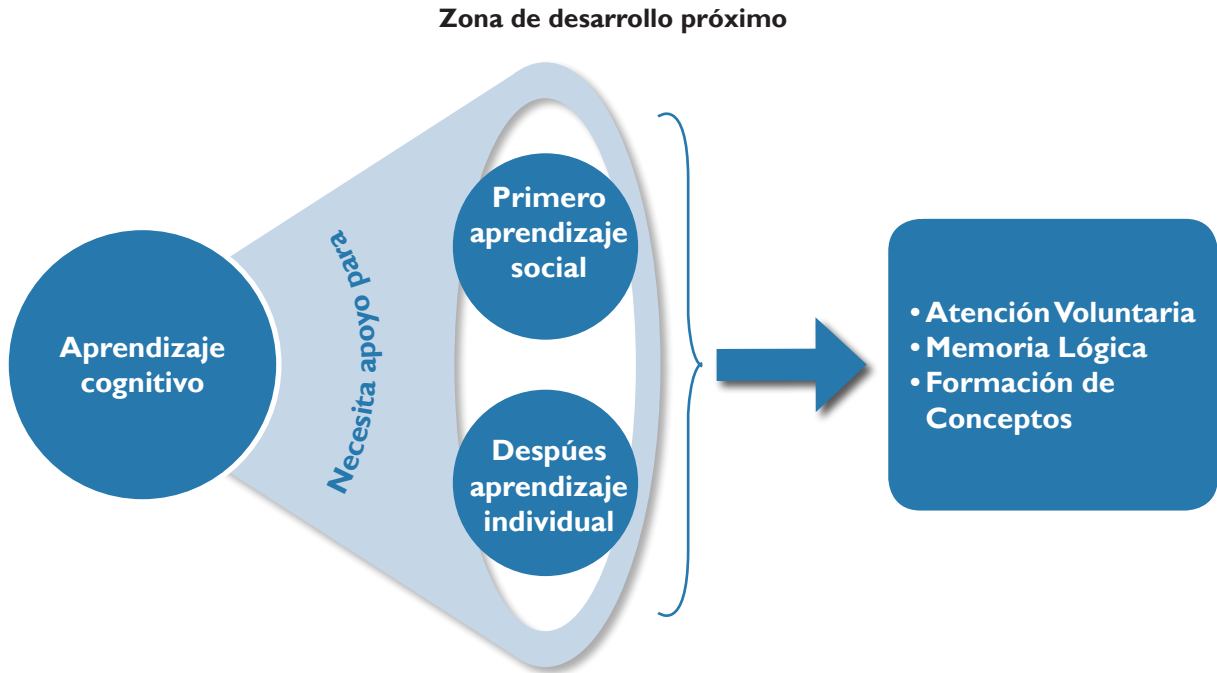 Zona de desarrollo próximo
Aprendizaje
cognitivo
Necesita apoyo para
Primero
aprendizaje
social
Despúes
aprendizaje
individual
• Atención Voluntaria
• Memoria Lógica
• Formación de
Conceptos